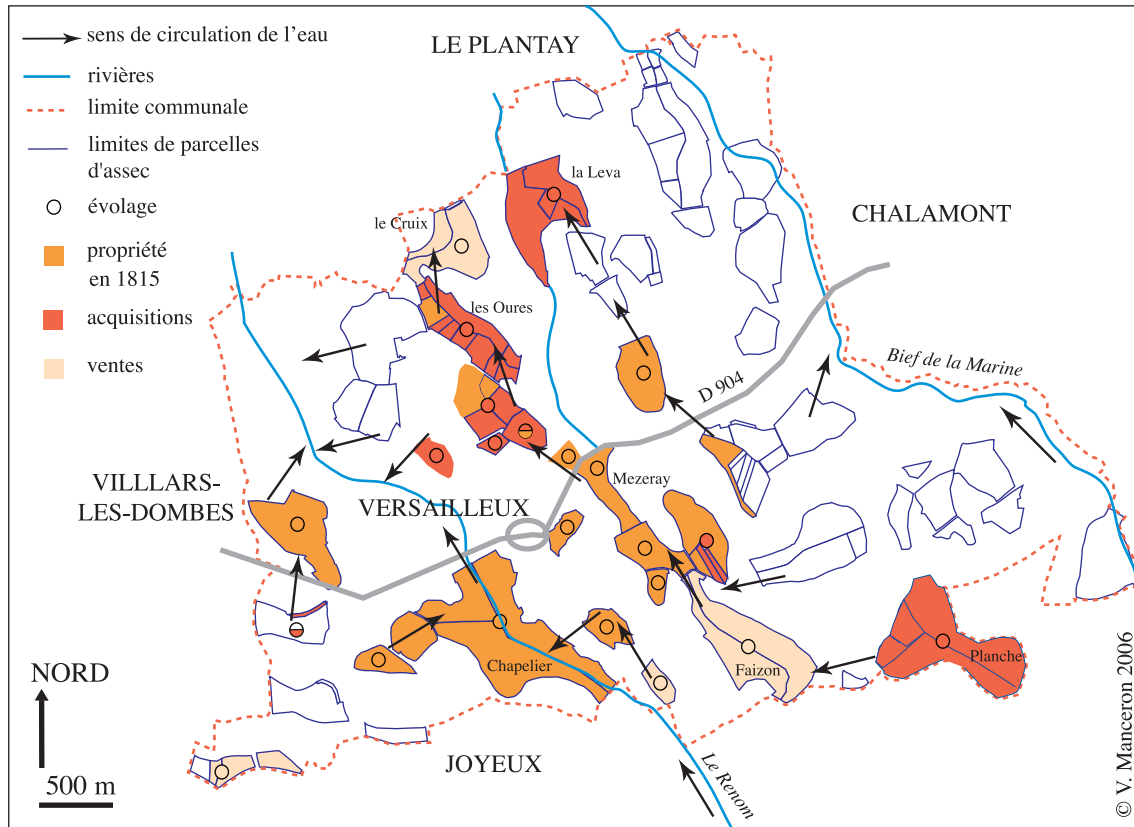 sens de circulation de l'eau
rivières
limite communale
limites de parcelles
d'assec
évolage
propriété
en 1815
acquisitions
ventes
LE PLANTAY
la Leva
CHALAMONT
le Cruix
les Oures
D 904
Bief de la Marine
Mezeray
VILLLARS-
LES-DOMBES
VERSAILLEUX
Chapelier
Faizon
Planche
NORD
500 m
JOYEUX
Le Renom
© V. Manceron 2006